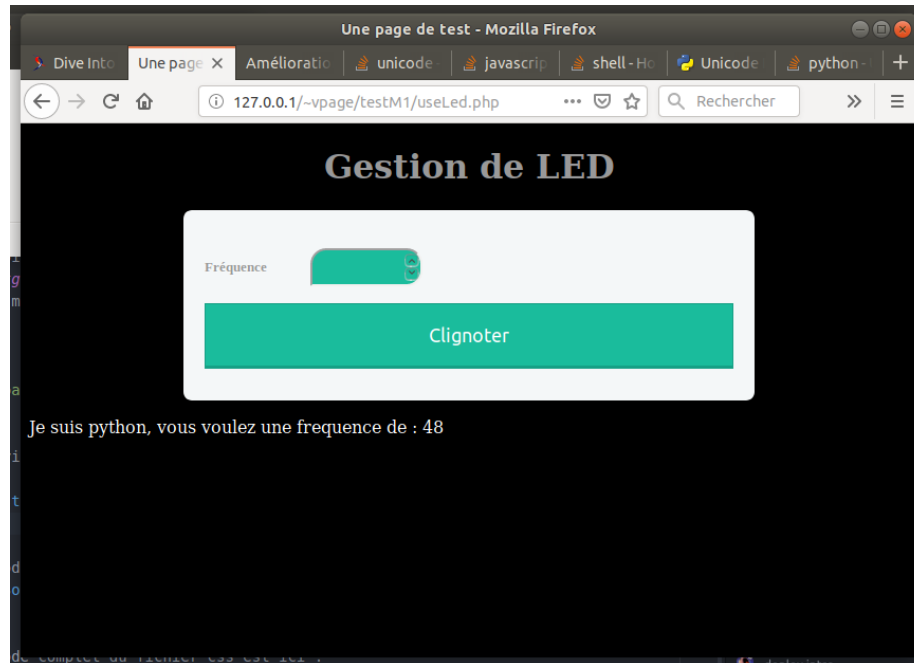 Une page de test - Mozilla Firefox
Dive Into Une page Amélioratio unicode - javascrip shell - Ho Unicode python -
127.0.0.1/~vpage/testM1/useLed.php Rechercher
Gestion de LED
Fréquence
Clignoter
Je suis python, vous voulez une frequence de : 48